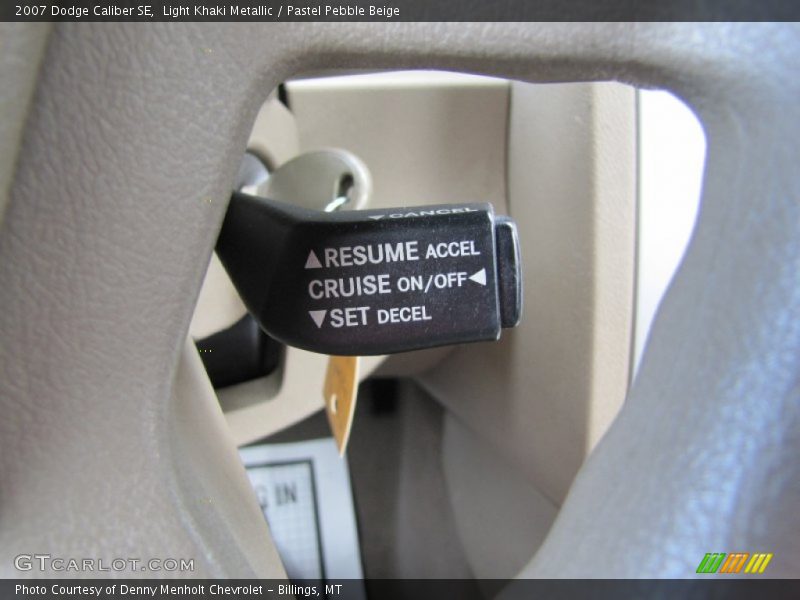 2007 Dodge Caliber SE,  Light Khaki Metallic / Pastel Pebble Beige
▼CANCEL
▲RESUME ACCEL
CRUISE ON/OFF◀
▼SET DECEL
IN
GTCARLOT.COM
Photo Courtesy of Denny Menholt Chevrolet – Billings, MT